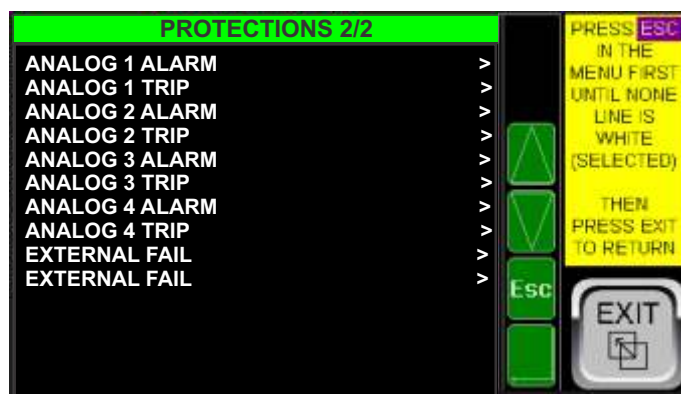 PROTECTIONS 2/2
ANALOG 1 ALARM >
ANALOG 1 TRIP >
ANALOG 2 ALARM >
ANALOG 2 TRIP >
ANALOG 3 ALARM >
ANALOG 3 TRIP >
ANALOG 4 ALARM >
ANALOG 4 TRIP >
EXTERNAL FAIL >
EXTERNAL FAIL >
Esc
PRESS ESC
IN THE
MENU FIRST
UNTIL NONE
LINE IS
WHITE
(SELECTED)
THEN
PRESS EXIT
TO RETURN
EXIT